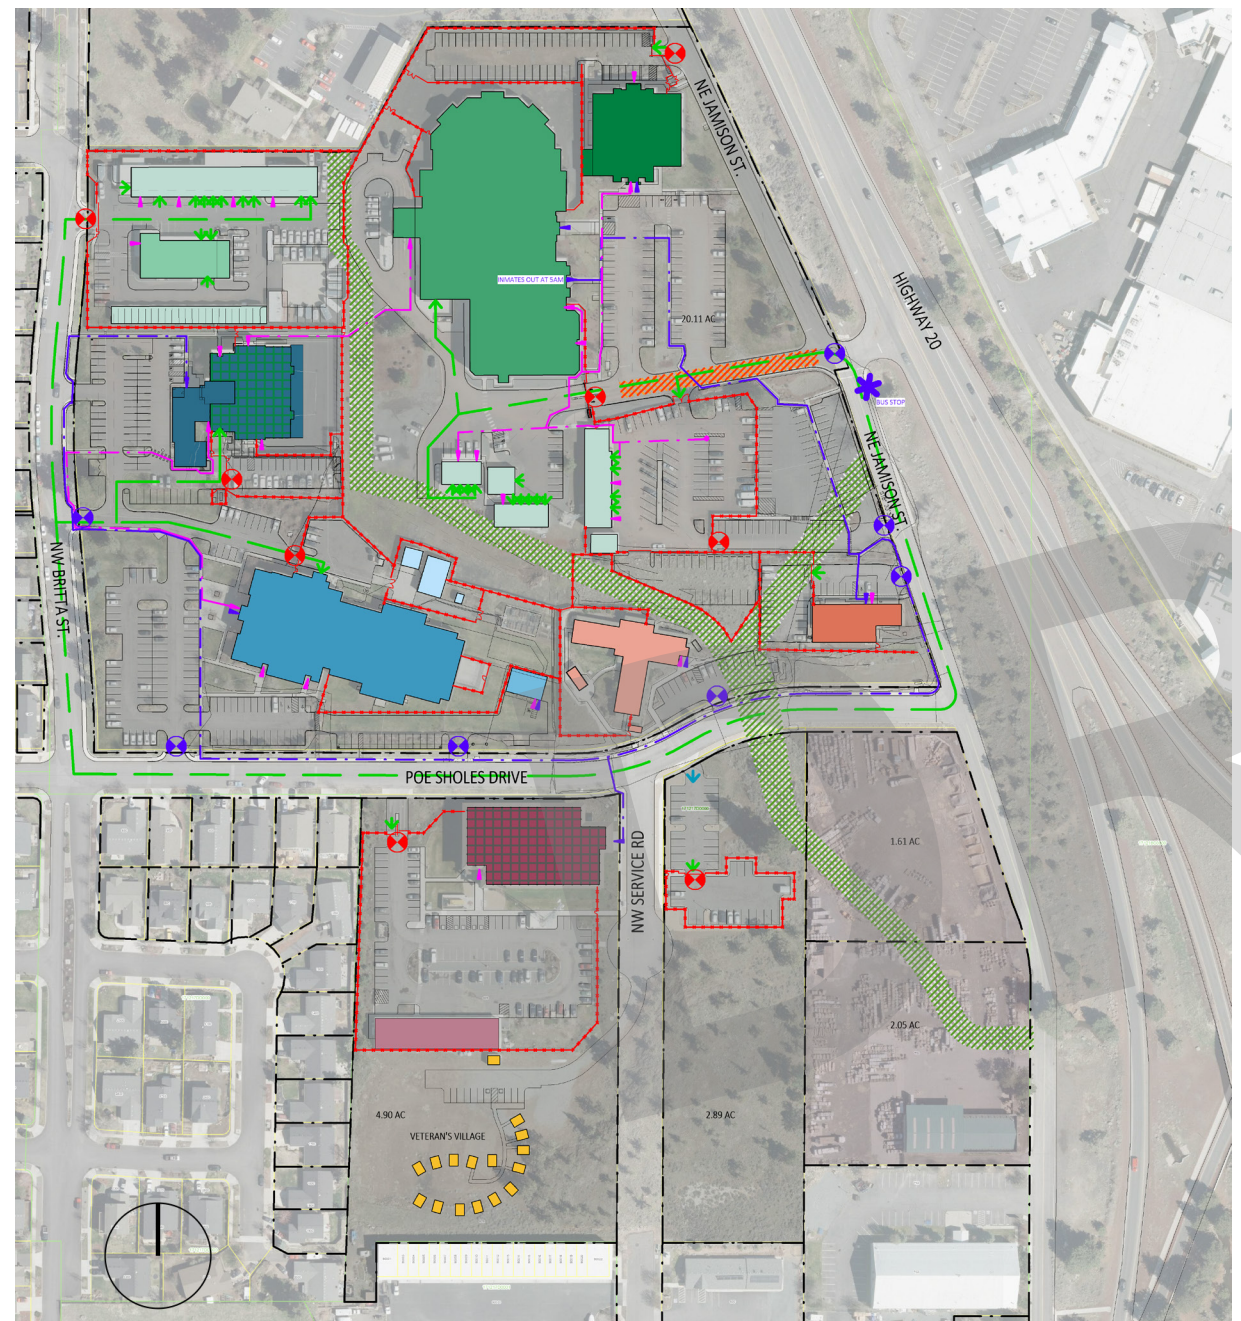 NE JAMISON ST.
HIGHWAY 20
INMATES OUT AT 5AM
20.11 AC
BUS STOP
NE JAMISON ST
NW BRITTA ST.
POE SHOLES DRIVE
NW SERVICE RD
1.61 AC
2.05 AC
4.90 AC
2.89 AC
VETERAN'S VILLAGE